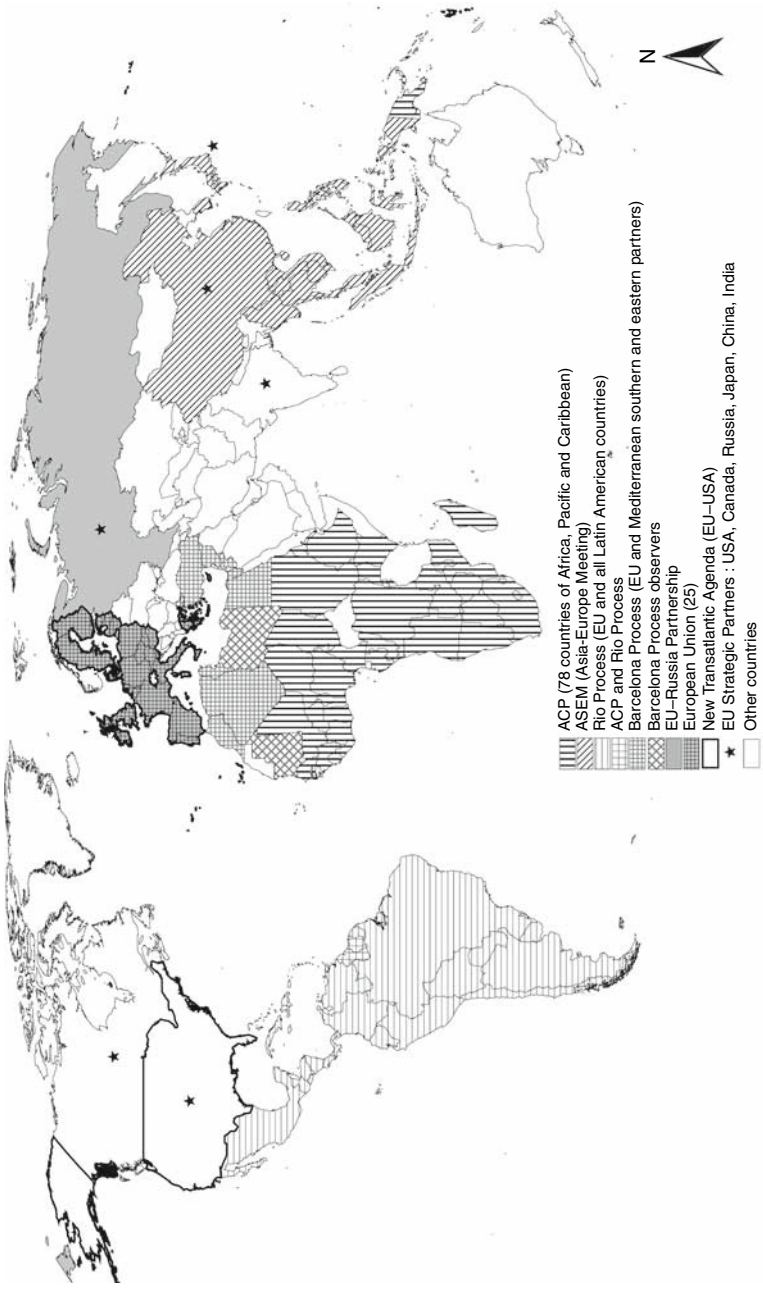 N
ACP (78 countries of Africa, Pacific and Caribbean)
ASEM (Asia-Europe Meeting)
Rio Process (EU and all Latin American countries)
ACP and Rio Process
Barcelona Process (EU and Mediterranean southern and eastern partners)
Barcelona Process observers
EU–Russia Partnership
European Union (25)
New Transatlantic Agenda (EU–USA)
EU Strategic Partners : USA, Canada, Russia, Japan, China, India
Other countries